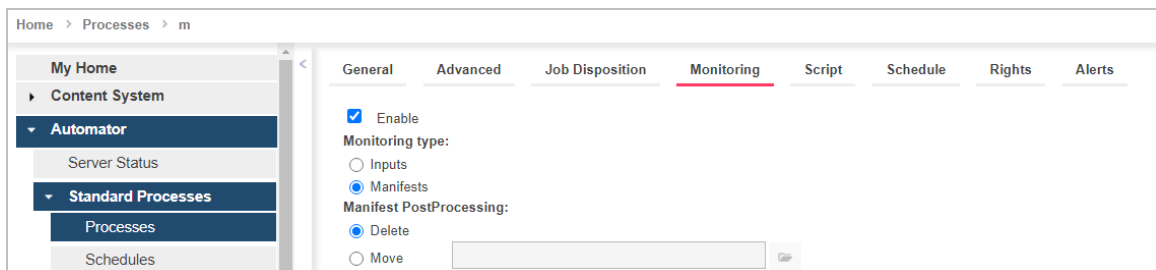 Home > Processes > m
My Home
Content System
Automator
Server Status
Standard Processes
Processes
Schedules
General Advanced Job Disposition Monitoring Script Schedule Rights Alerts
Enable
Monitoring type:
Inputs
Manifests
Manifest PostProcessing:
Delete
Move